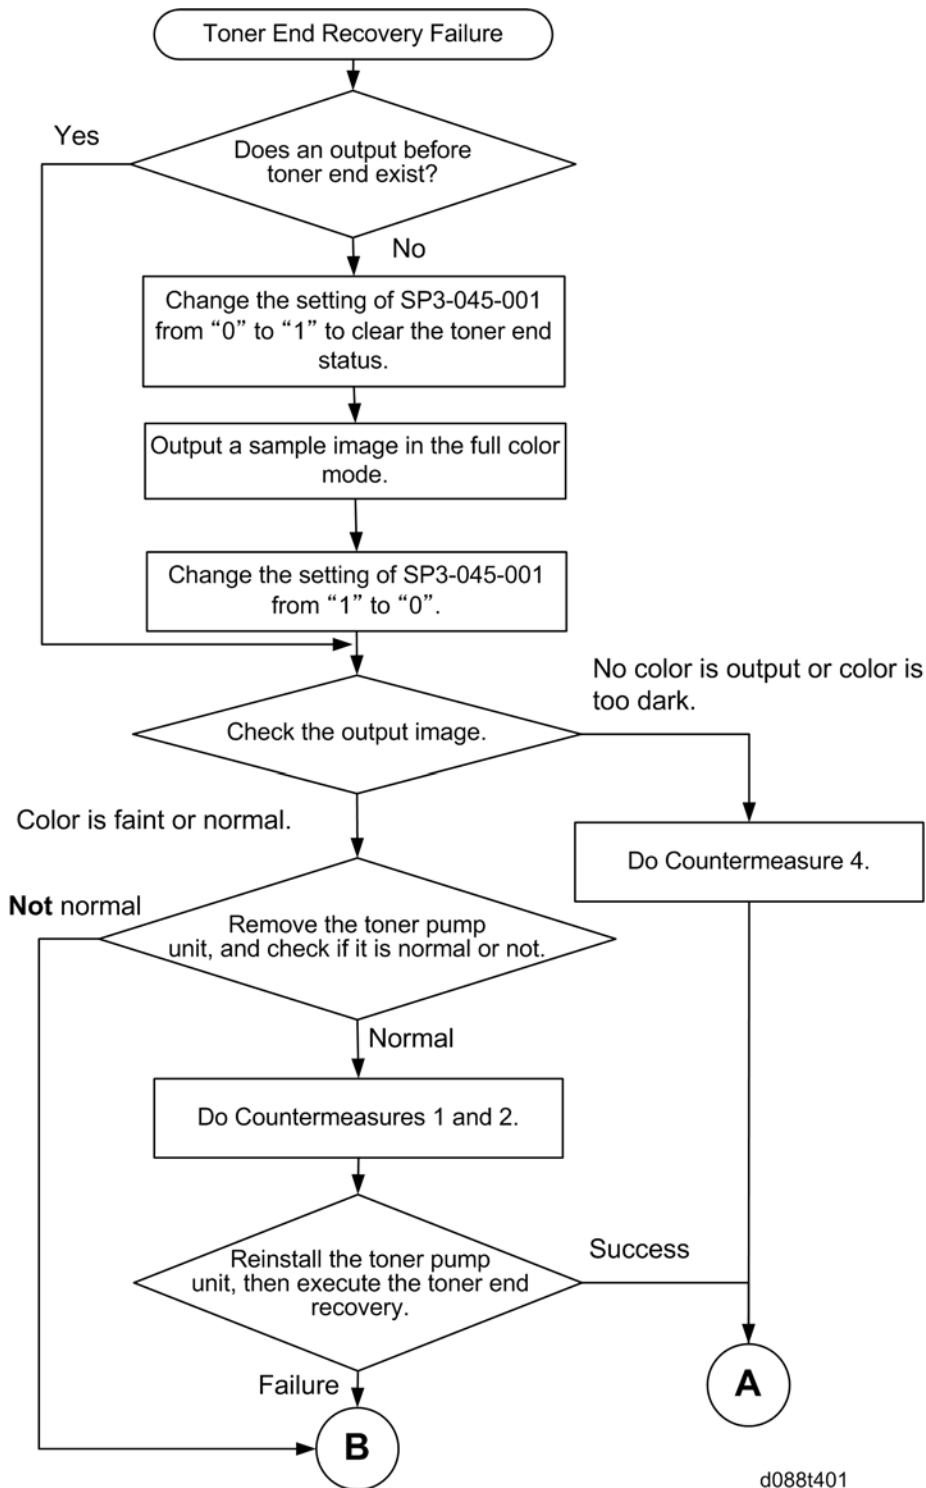 Toner End Recovery Failure
Yes
Does an output before
toner end exist?
No
Change the setting of SP3-045-001
from “0” to “1” to clear the toner end
status.
Output a sample image in the full color
mode.
Change the setting of SP3-045-001
from “1” to “0”.
No color is output or color is
too dark.
Check the output image.
Color is faint or normal.
Do Countermeasure 4.
Not normal
Remove the toner pump
unit, and check if it is normal or not.
Normal
Do Countermeasures 1 and 2.
Success
Reinstall the toner pump
unit, then execute the toner end
recovery.
Failure
A
B
d088t401